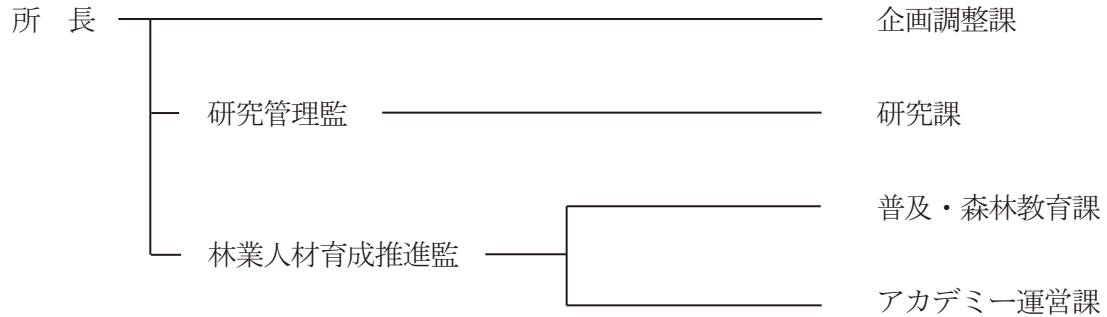 所　長　企画調整課
研究管理監　研究課
普及・森林教育課
林業人材育成推進監
アカデミー運営課